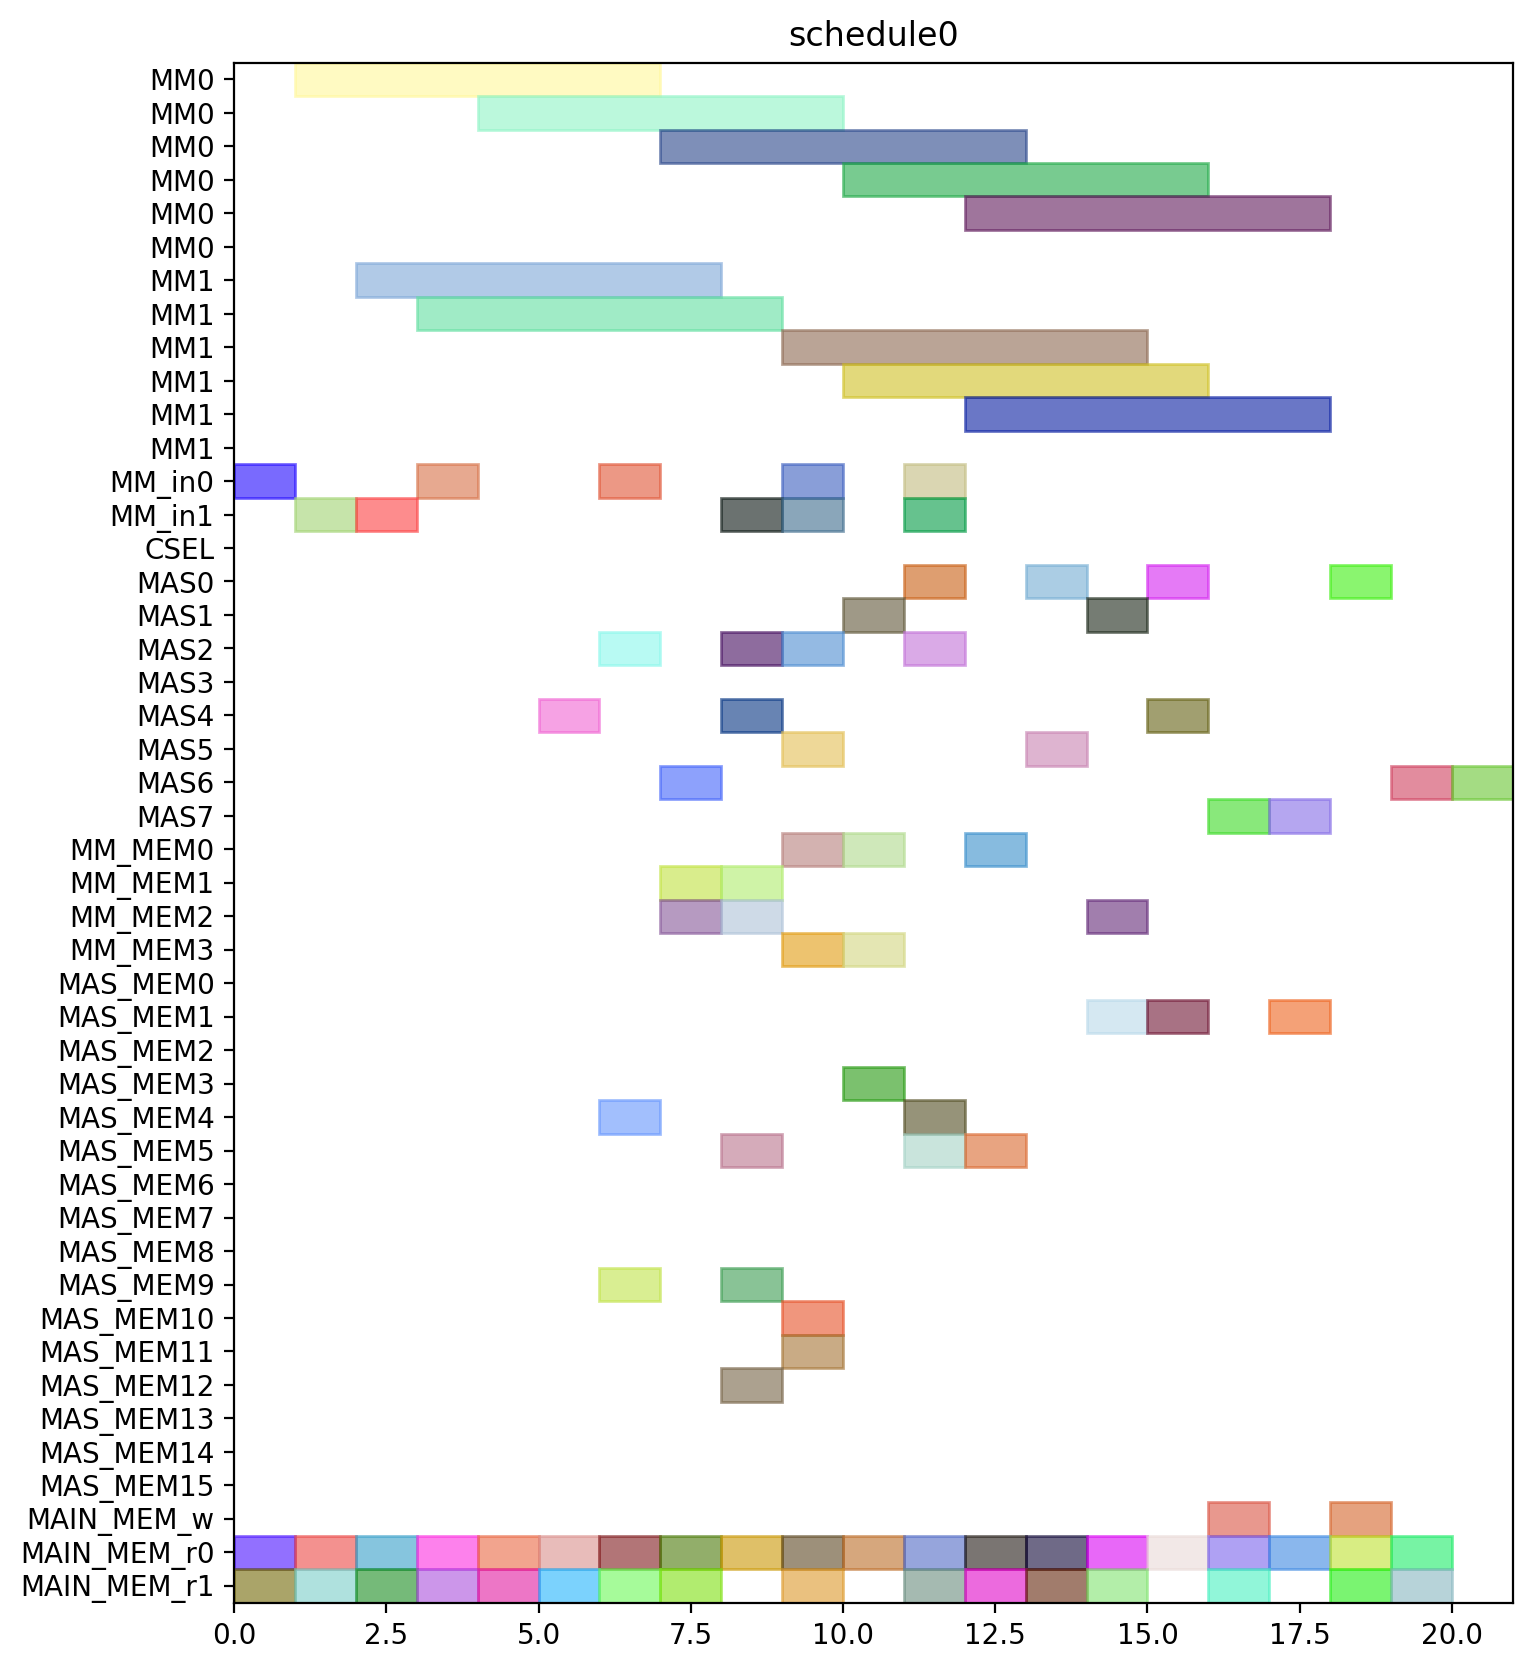 schedule0
MM0
MM0
MM0
MM0
MM0
MM0
MM1
MM1
MM1
MM1
MM1
MM1
MM_in0
MM_in1
CSEL
MAS0
MAS1
MAS2
MAS3
MAS4
MAS5
MAS6
MAS7
MM_MEM0
MM_MEM1
MM_MEM2
MM_MEM3
MAS_MEM0
MAS_MEM1
MAS_MEM2
MAS_MEM3
MAS_MEM4
MAS_MEM5
MAS_MEM6
MAS_MEM7
MAS_MEM8
MAS_MEM9
MAS_MEM10
MAS_MEM11
MAS_MEM12
MAS_MEM13
MAS_MEM14
MAS_MEM15
MAIN_MEM_w
MAIN_MEM_r0
MAIN_MEM_r1
0.0 2.5 5.0 7.5 10.0 12.5 15.0 17.5 20.0